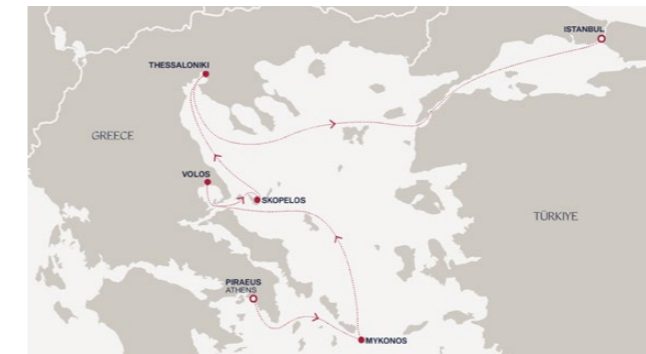 ISTANBUL
THESSALONIKI
GREECE
VOLOS
SKOPELOS
TÜRKIYE
PIRAEUS
ATHENS
MYKONOS